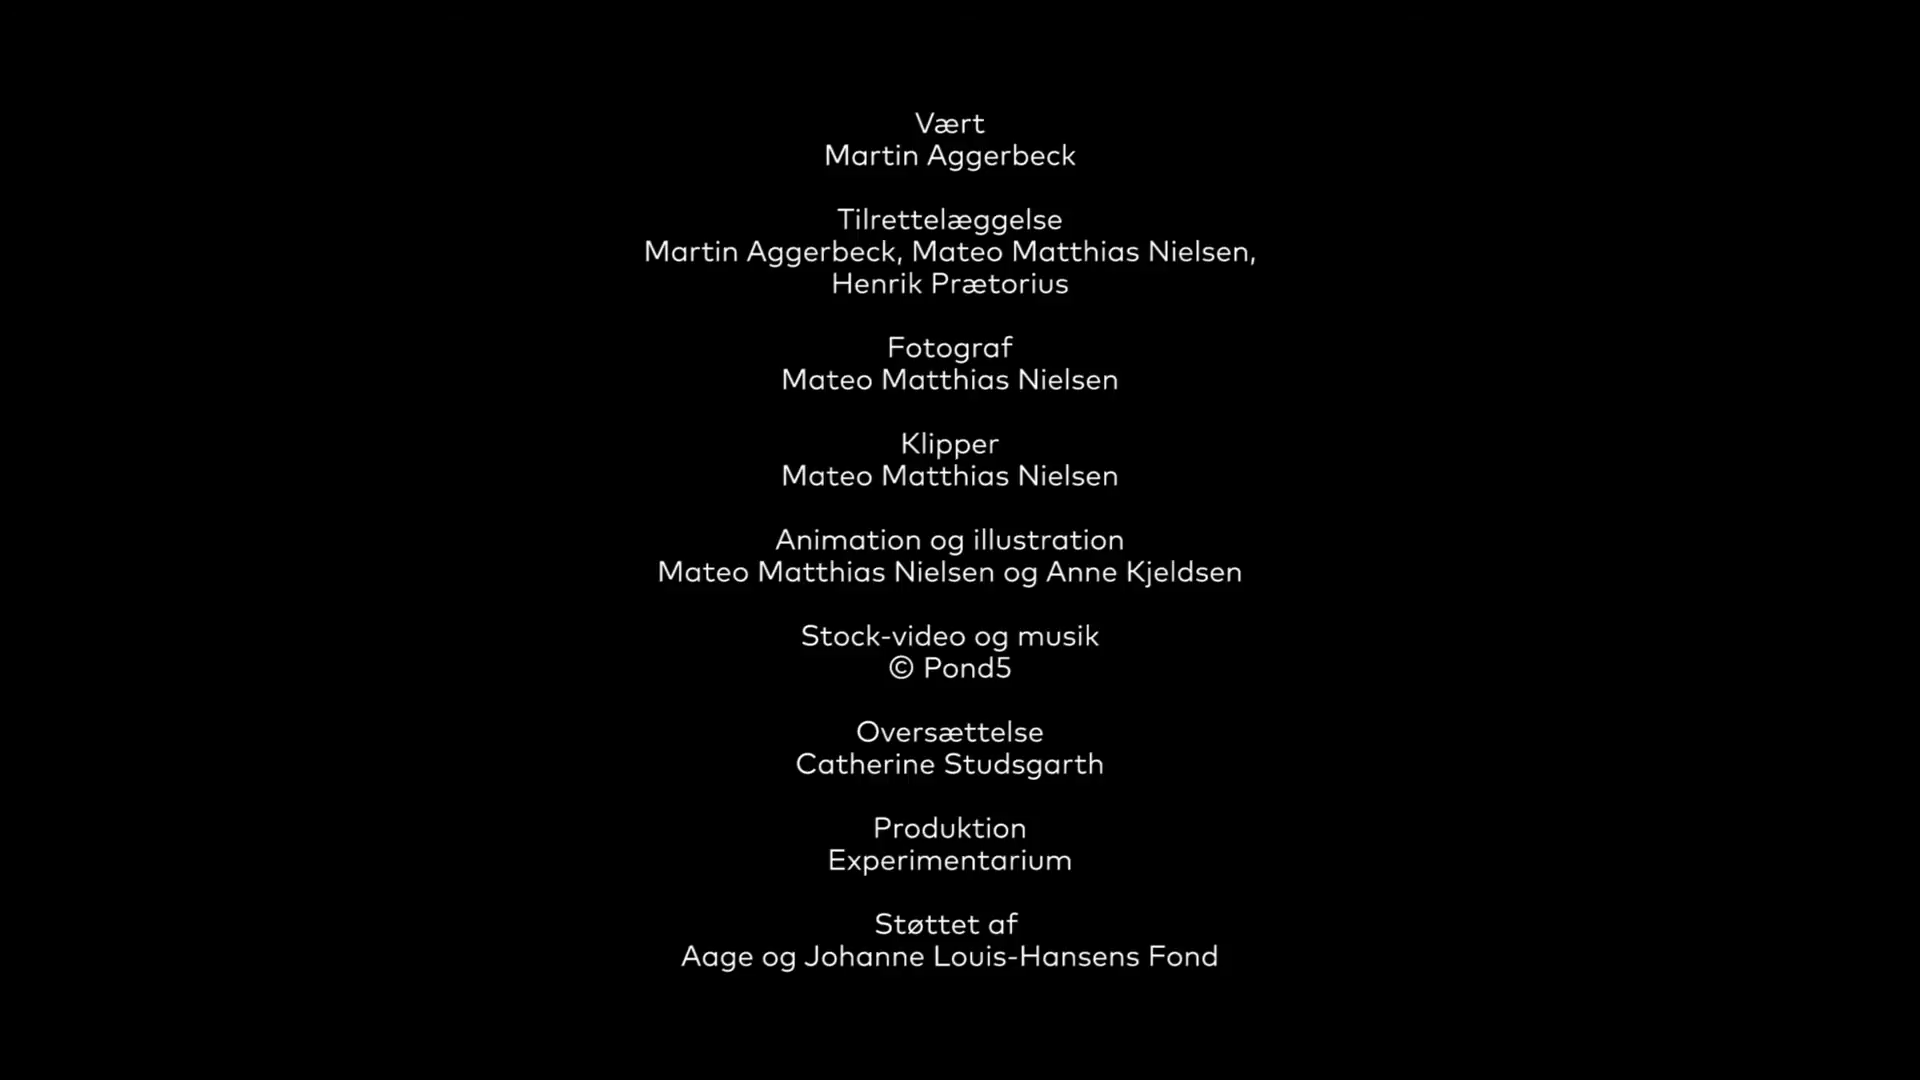 Vært
Martin Aggerbeck
Tilrettelæggelse
Martin Aggerbeck, Mateo Matthias Nielsen,
Henrik Prætorius
Fotograf
Mateo Matthias Nielsen
Klipper
Mateo Matthias Nielsen
Animation og illustration
Mateo Matthias Nielsen og Anne Kjeldsen
Stock-video og musik
© Pond5
Oversættelse
Catherine Studsgarth
Produktion
Experimentarium
Støttet af
Aage og Johanne Louis-Hansens Fond